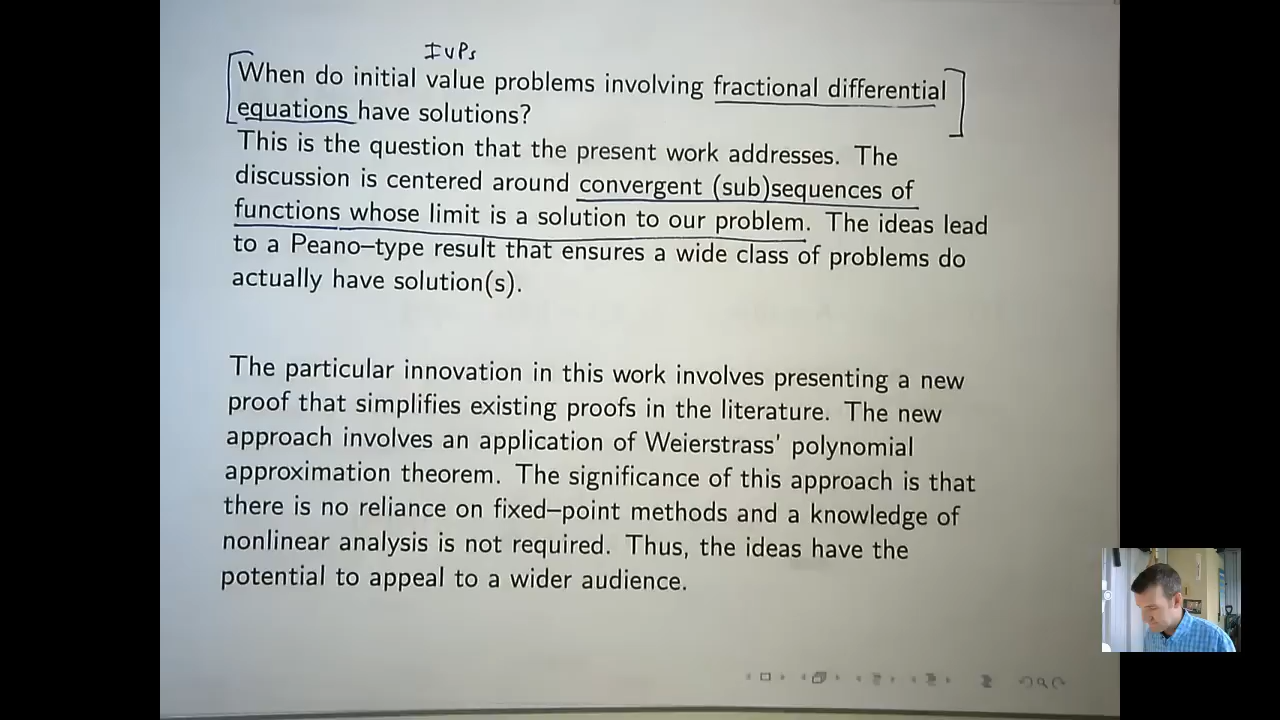 IVPs
When do initial value problems involving fractional differential
equations have solutions?
This is the question that the present work addresses. The
discussion is centered around convergent (sub)sequences of
functions whose limit is a solution to our problem. The ideas lead
to a Peano–type result that ensures a wide class of problems do
actually have solution(s).
The particular innovation in this work involves presenting a new
proof that simplifies existing proofs in the literature. The new
approach involves an application of Weierstrass' polynomial
approximation theorem. The significance of this approach is that
there is no reliance on fixed–point methods and a knowledge of
nonlinear analysis is not required. Thus, the ideas have the
potential to appeal to a wider audience.